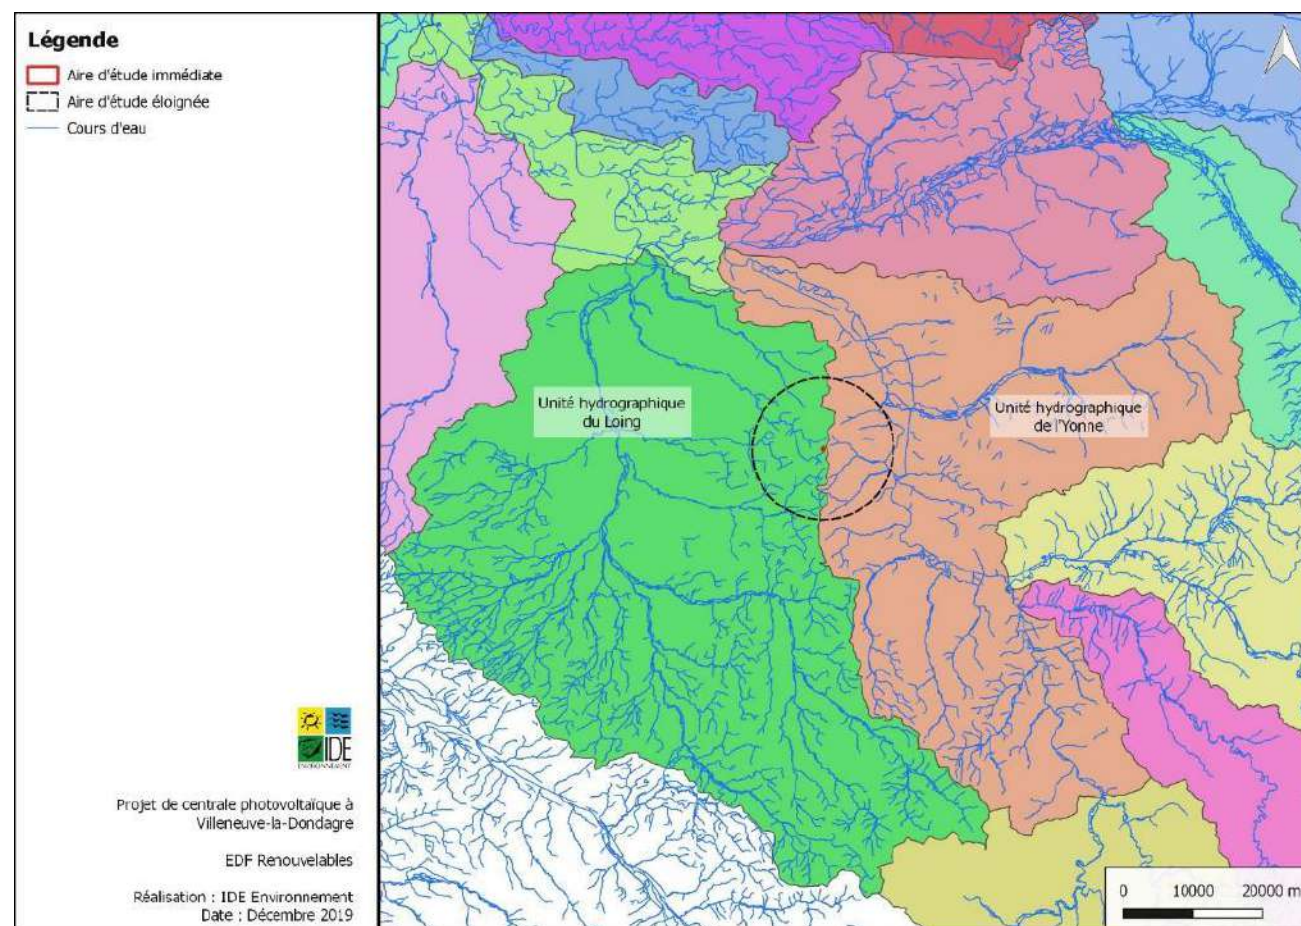 Légende
Aire d'étude immédiate
Aire d'étude éloignée
Cours d'eau
Unité hydrographique
du Loing
Unité hydrographique
de l'Yonne
IDE
ENVIRONNEMENT
Projet de centrale photovoltaïque à
Villeneuve-la-Dondagre
EDF Renouvelables
Réalisation : IDE Environnement
Date : Décembre 2019
0 10000 20000 m